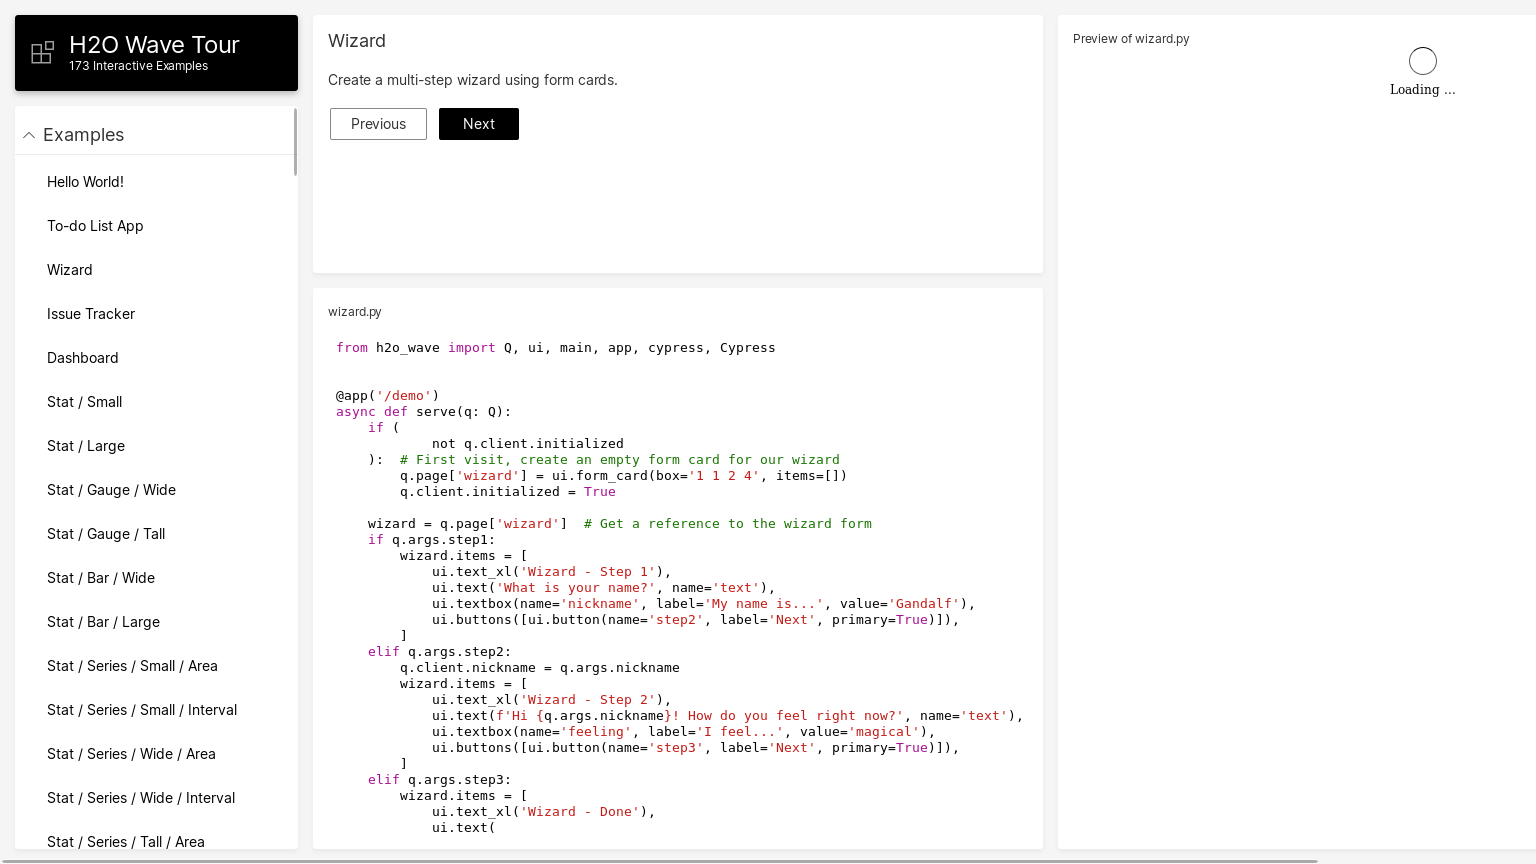 H2O Wave Tour
173 Interactive Examples
Examples
Hello World!
To-do List App
Wizard
Issue Tracker
Dashboard
Stat / Small
Stat / Large
Stat / Gauge / Wide
Stat / Gauge / Tall
Stat / Bar / Wide
Stat / Bar / Large
Stat / Series / Small / Area
Stat / Series / Small / Interval
Stat / Series / Wide / Area
Stat / Series / Wide / Interval
Stat / Series / Tall / Area
Wizard
Create a multi-step wizard using form cards.
Previous
Next
wizard.py
from h2o_wave import Q, ui, main, app, cypress, Cypress
@app('/demo')
async def serve(q: Q):
    if (
            not q.client.initialized
    ):  # First visit, create an empty form card for our wizard
        q.page['wizard'] = ui.form_card(box='1 1 2 4', items=[])
        q.client.initialized = True
    wizard = q.page['wizard']  # Get a reference to the wizard form
    if q.args.step1:
        wizard.items = [
            ui.text_xl('Wizard - Step 1'),
            ui.text('What is your name?', name='text'),
            ui.textbox(name='nickname', label='My name is...', value='Gandalf'),
            ui.buttons([ui.button(name='step2', label='Next', primary=True)]),
        ]
    elif q.args.step2:
        q.client.nickname = q.args.nickname
        wizard.items = [
            ui.text_xl('Wizard - Step 2'),
            ui.text(f'Hi {q.args.nickname}! How do you feel right now?', name='text'),
            ui.textbox(name='feeling', label='I feel...', value='magical'),
            ui.buttons([ui.button(name='step3', label='Next', primary=True)]),
        ]
    elif q.args.step3:
        wizard.items = [
            ui.text_xl('Wizard - Done'),
            ui.text(
Preview of wizard.py
Loading ...